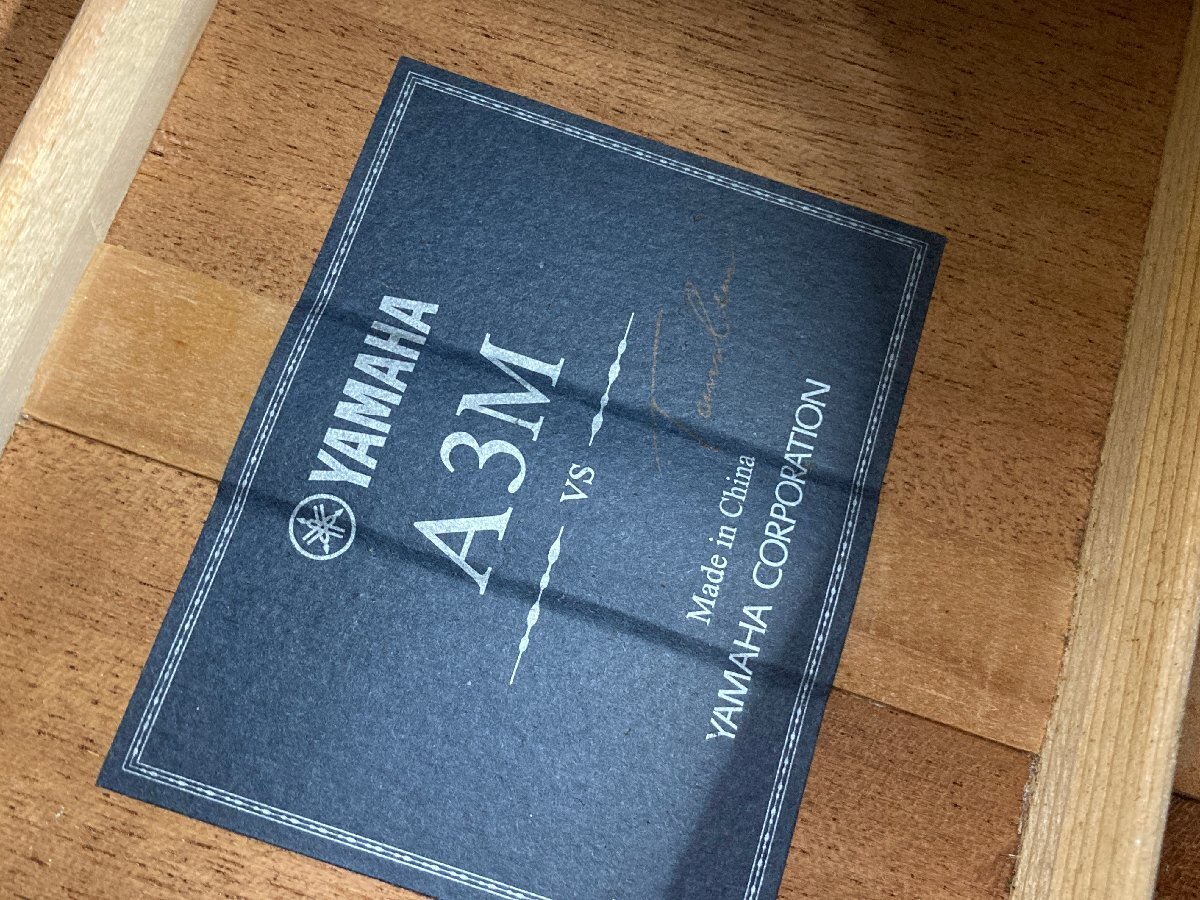 YAMAHA
A3M
VS
Made in China
YAMAHA CORPORATION